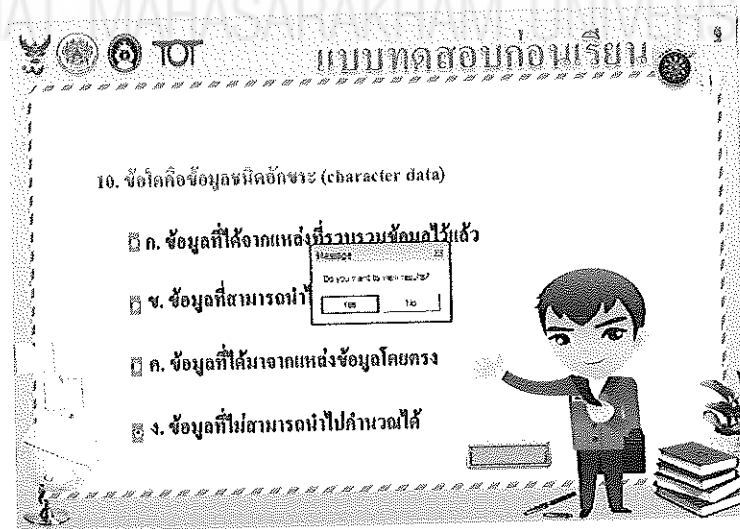 TOT แบบทดสอบก่อนเรียน
10. ข้อใดคือข้อมูลชนิดอักขระ (character data)
ก. ข้อมูลที่ได้จากแหล่งที่รวบรวมข้อมูลไว้แล้ว
Message
Do you want to view results?
ข. ข้อมูลที่สามารถนำไ
Yes No
ค. ข้อมูลที่ได้มาจากแหล่งข้อมูลโดยตรง
ง. ข้อมูลที่ไม่สามารถนำไปคำนวณได้